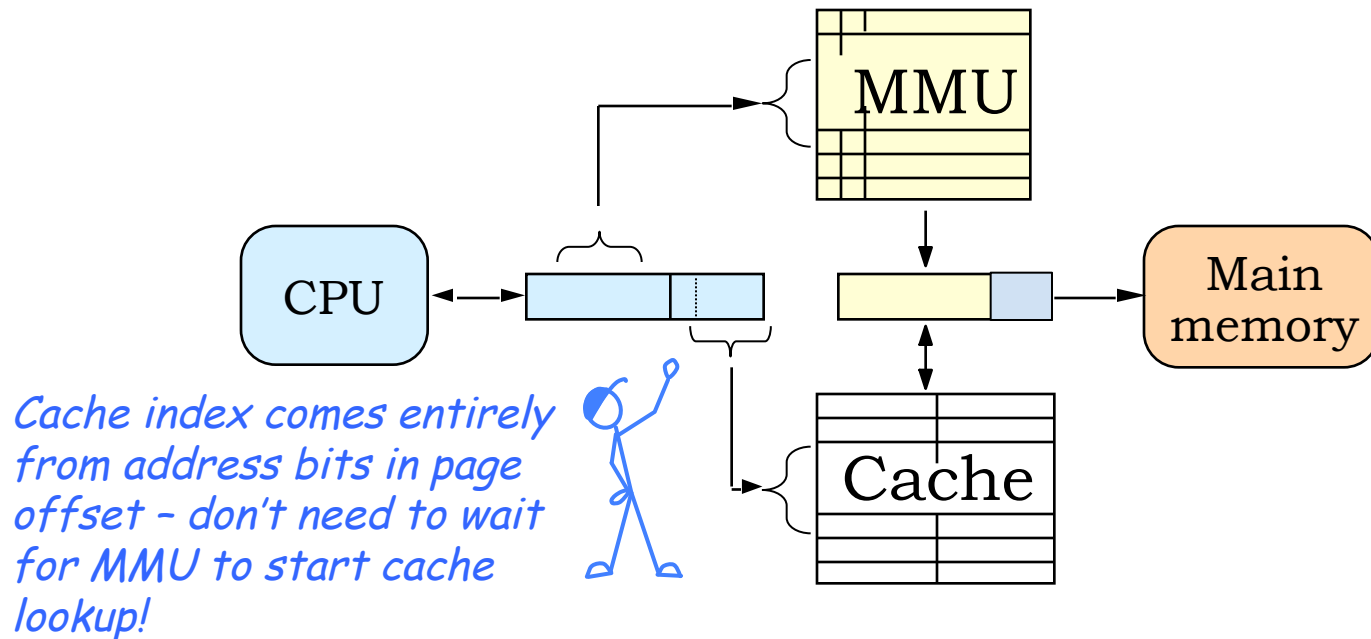 MMU
CPU
Main
memory
Cache index comes entirely
from address bits in page
offset – don't need to wait
for MMU to start cache
lookup!
Cache